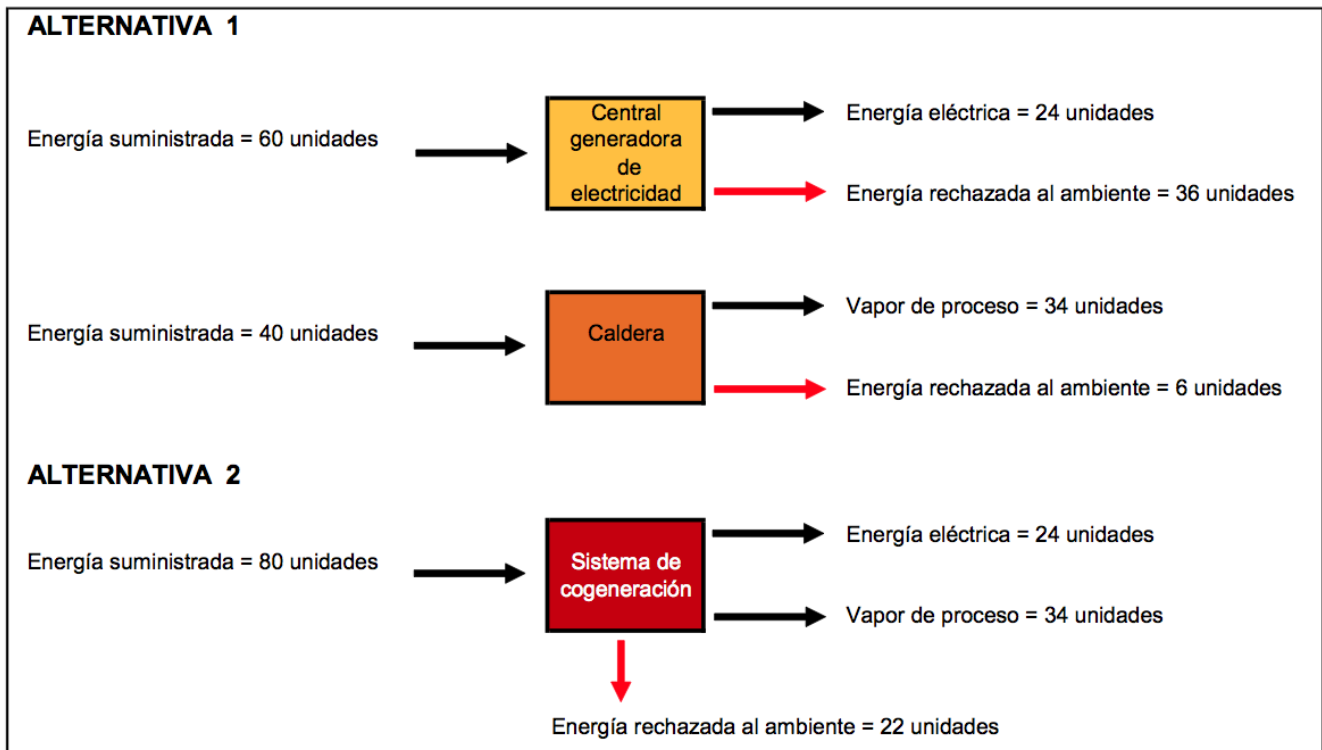 ALTERNATIVA 1
Energía suministrada = 60 unidades
Central
generadora
de
electricidad
Energía eléctrica = 24 unidades
Energía rechazada al ambiente = 36 unidades
Energía suministrada = 40 unidades
Caldera
Vapor de proceso = 34 unidades
Energía rechazada al ambiente = 6 unidades
ALTERNATIVA 2
Energía suministrada = 80 unidades
Sistema de
cogeneración
Energía eléctrica = 24 unidades
Vapor de proceso = 34 unidades
Energía rechazada al ambiente = 22 unidades